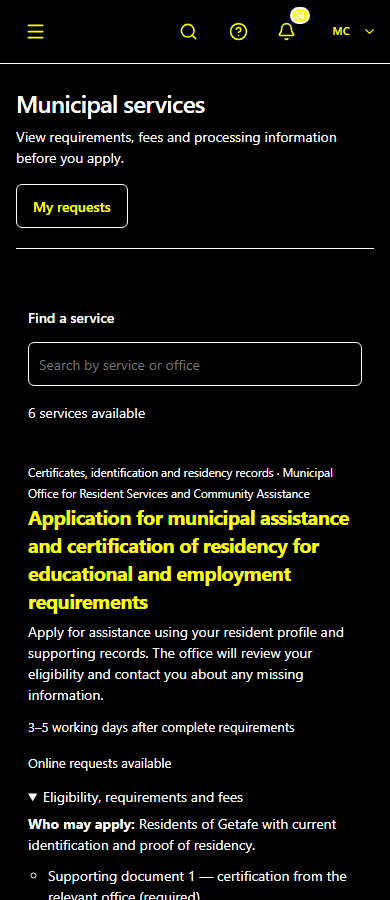 MC
Municipal services
View requirements, fees and processing information
before you apply.
My requests
Find a service
Search by service or office
6 services available
Certificates, identification and residency records · Municipal
Office for Resident Services and Community Assistance
Application for municipal assistance
and certification of residency for
educational and employment
requirements
Apply for assistance using your resident profile and
supporting records. The office will review your
eligibility and contact you about any missing
information.
3–5 working days after complete requirements
Online requests available
Eligibility, requirements and fees
Who may apply: Residents of Getafe with current
identification and proof of residency.
Supporting document 1 — certification from the
relevant office (required)